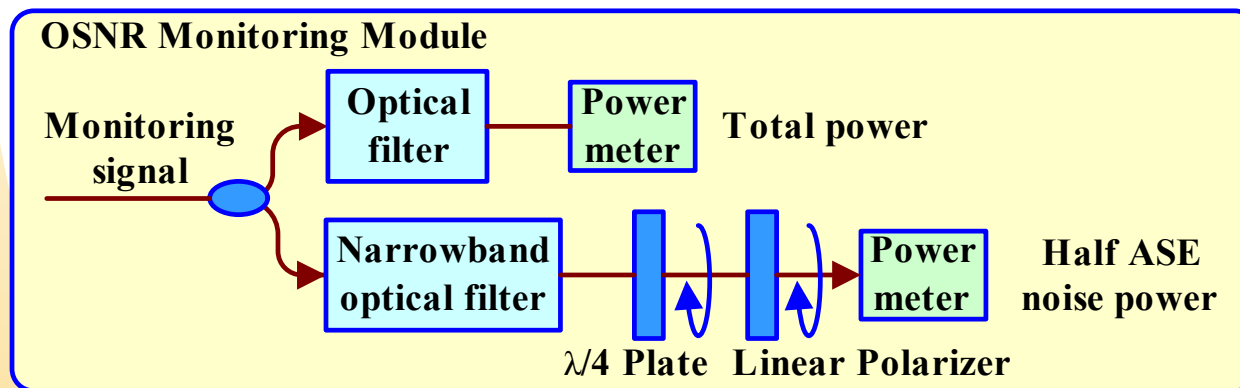 OSNR Monitoring Module
Monitoring
signal
Optical
filter
Power
meter
Total power
Narrowband
optical filter
Power
meter
Half ASE
noise power
λ/4 Plate
Linear Polarizer